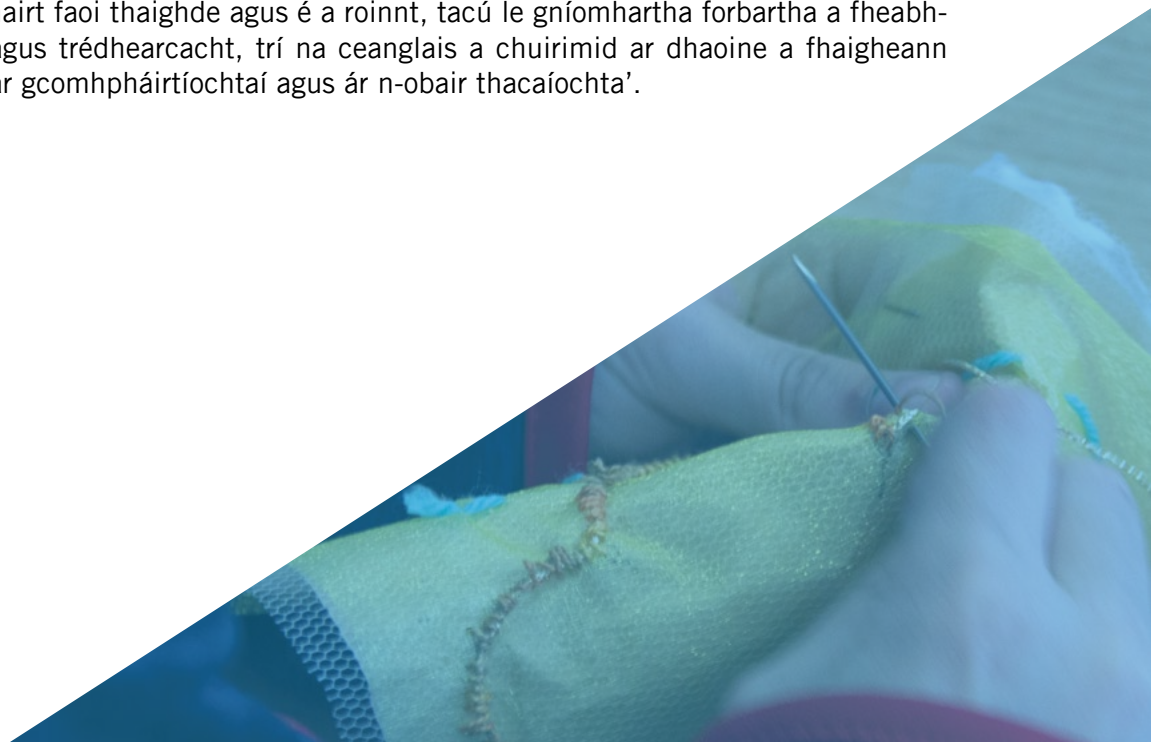 airt faoi thaighde agus é a roinnt, tacú le gníomhartha forbartha a fheabh-
agus trédhearcacht, trí na ceanglais a chuirimid ar dhaoine a fhaigheann
ár gcomhpháirtíochtaí agus ár n-obair thacaíochta’.